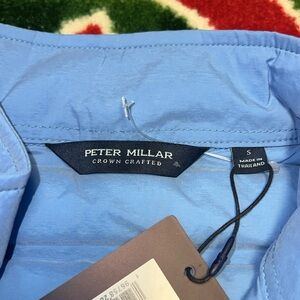 PETER MILLAR
CROWN CRAFTED
S
MADE IN
THAILAND